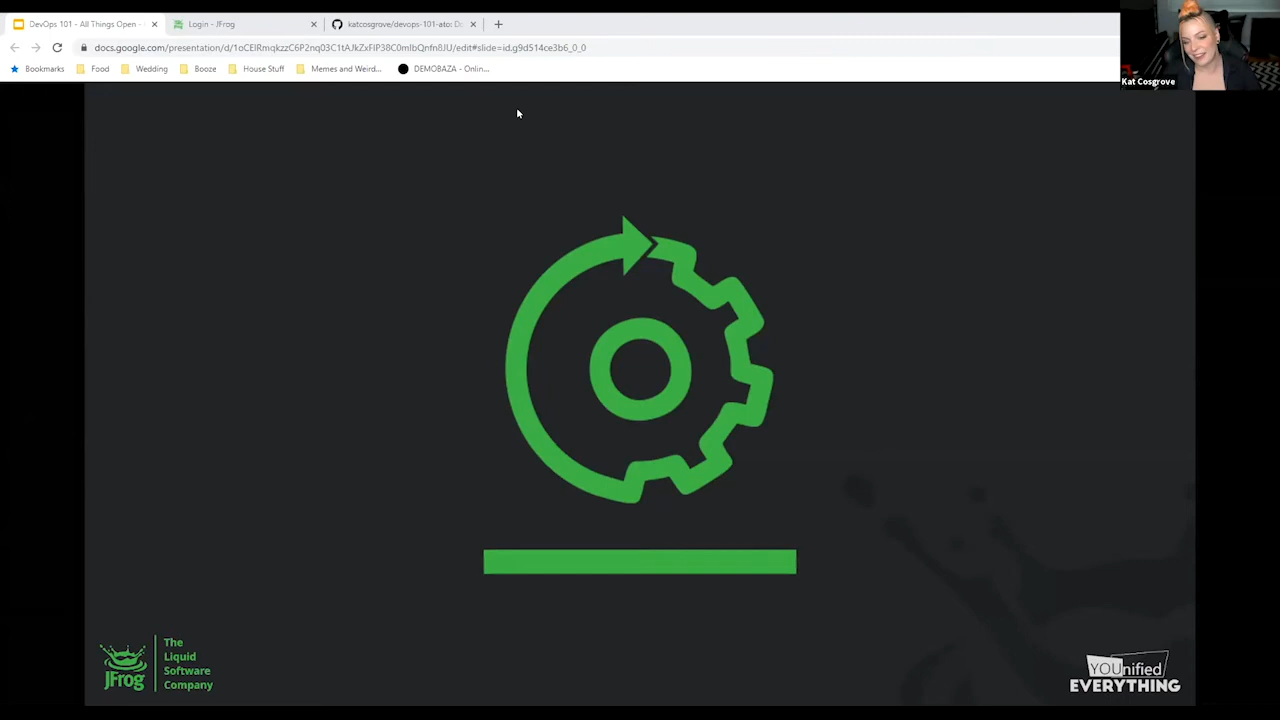 DevOps 101 - All Things Open -
Login - JFrog
katcosgrove/devops-101-ato: Do
docs.google.com/presentation/d/1oCElRmqkzzC6P2nq03C1tAJkZxFIP38C0mIbQnfn8JU/edit#slide=id.g9d514ce3b6_0_0
Bookmarks
Food
Wedding
Booze
House Stuff
Memes and Weird...
DEMOBAZA - Onlin...
Kat Cosgrove
JFrog
The
Liquid
Software
Company
YOUnified
EVERYTHING